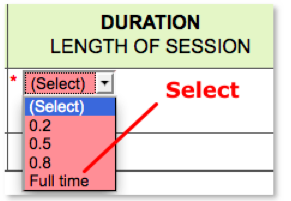 DURATION
LENGTH OF SESSION
* (Select)
Select
(Select)
0.2
0.5
0.8
Full time